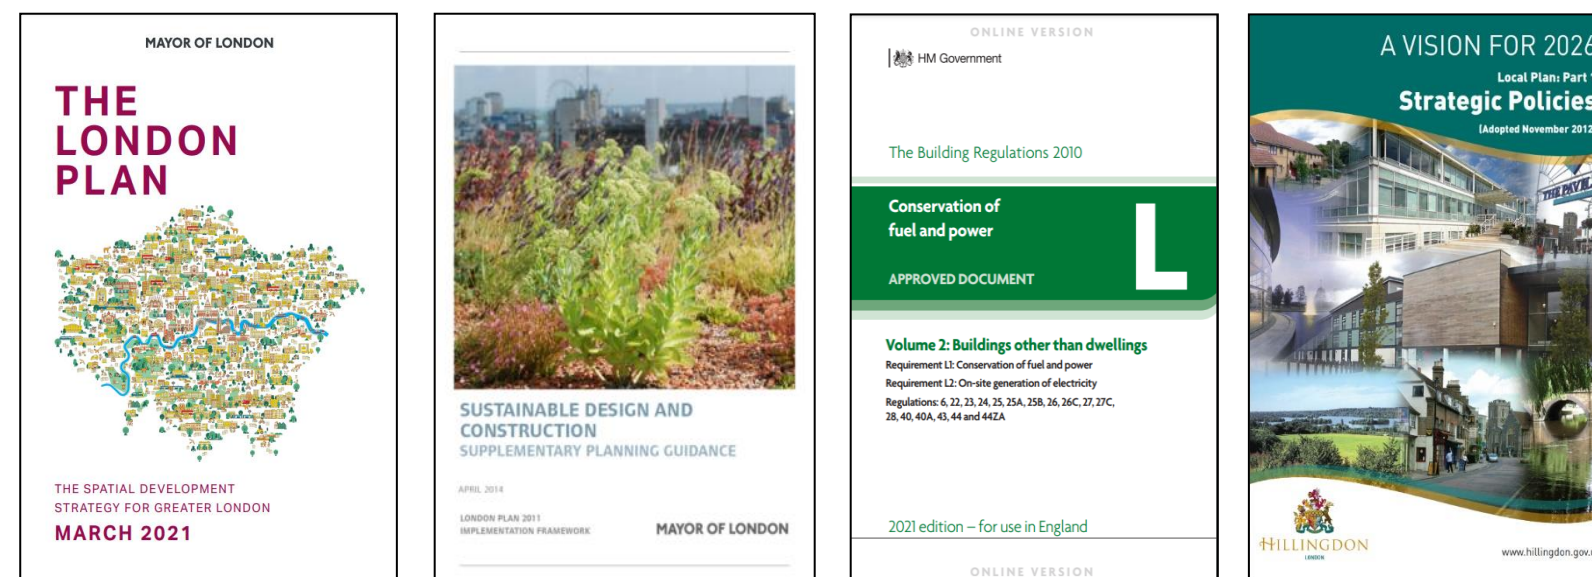 MAYOR OF LONDON
THE
LONDON
PLAN
THE SPATIAL DEVELOPMENT
STRATEGY FOR GREATER LONDON
MARCH 2021
SUSTAINABLE DESIGN AND
CONSTRUCTION
SUPPLEMENTARY PLANNING GUIDANCE
APRIL 2014
LONDON PLAN 2011
IMPLEMENTATION FRAMEWORK
MAYOR OF LONDON
ONLINE VERSION
HM Government
The Building Regulations 2010
Conservation of
fuel and power
L
APPROVED DOCUMENT
Volume 2: Buildings other than dwellings
Requirement L1: Conservation of fuel and power
Requirement L2: On-site generation of electricity
Regulations: 6, 22, 23, 24, 25, 25A, 25B, 26, 26C, 27, 27C,
28, 40, 40A, 43, 44 and 44ZA
2021 edition – for use in England
ONLINE VERSION
A VISION FOR 2026
Local Plan: Part 1
Strategic Policies
(Adopted November 2012
THE PAVIL
HILLINGDON
LONDON
www.hillingdon.gov.u